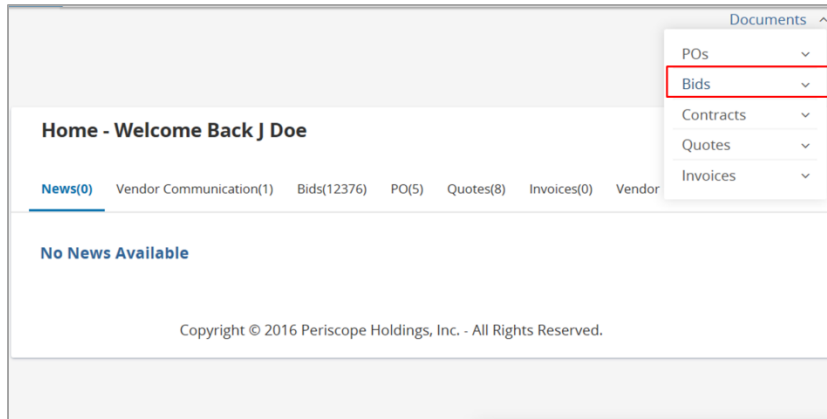 Documents
POs
Bids
Contracts
Quotes
Invoices
Home - Welcome Back J Doe
News(0) Vendor Communication(1) Bids(12376) PO(5) Quotes(8) Invoices(0) Vendor
No News Available
Copyright © 2016 Periscope Holdings, Inc. - All Rights Reserved.